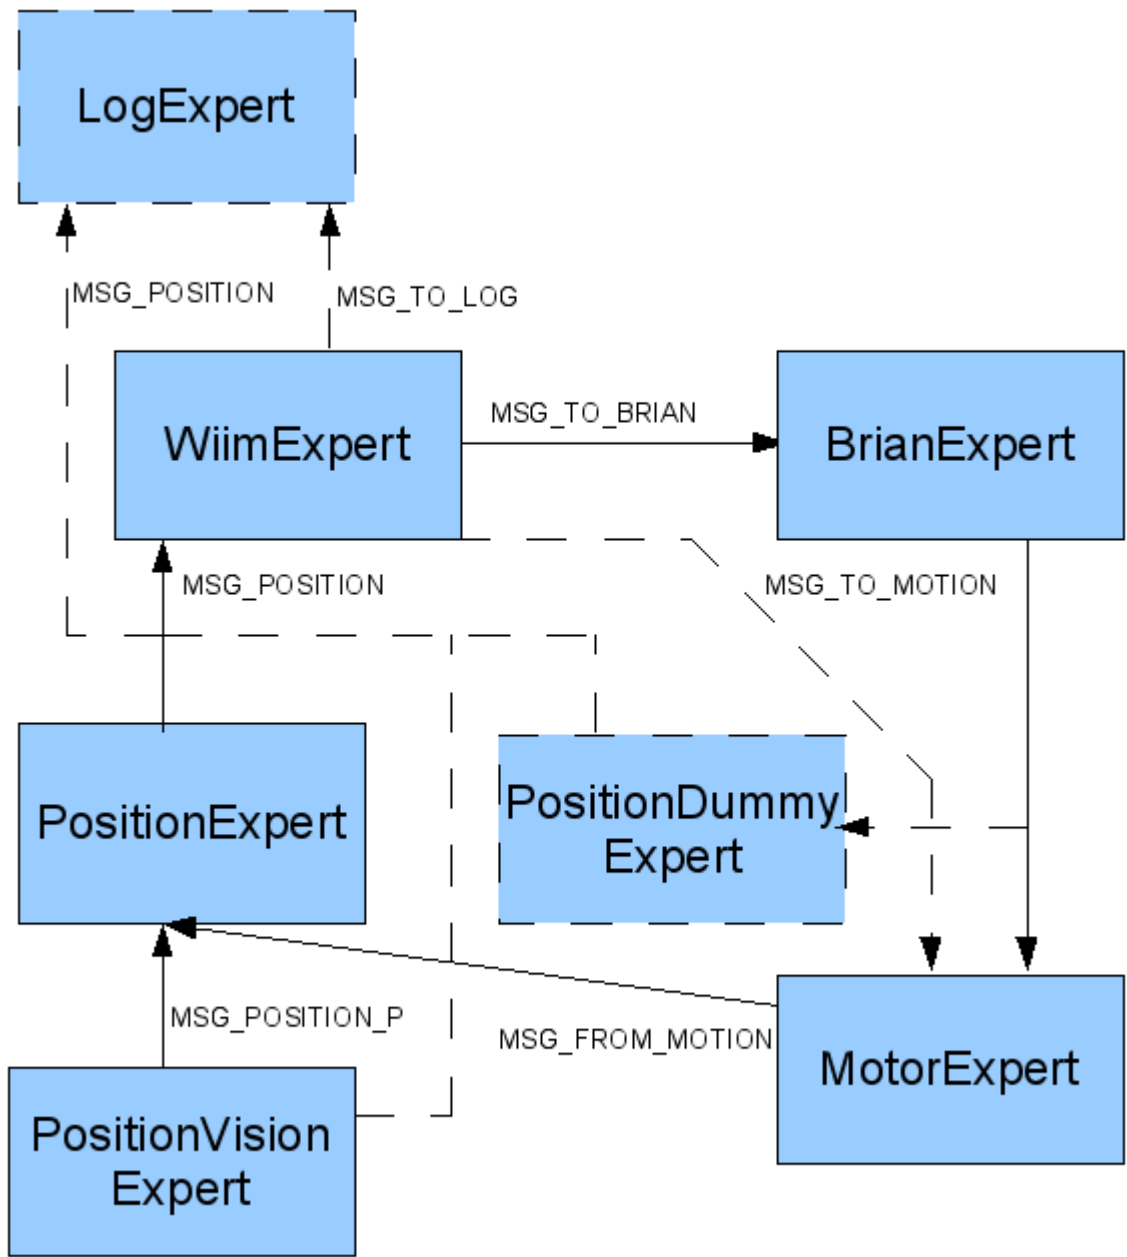 LogExpert
MSG_POSITION
MSG_TO_LOG
WiimExpert
MSG_TO_BRIAN
BrianExpert
MSG_POSITION
MSG_TO_MOTION
PositionExpert
PositionDummy
Expert
MSG_POSITION_P
MSG_FROM_MOTION
MotorExpert
PositionVision
Expert